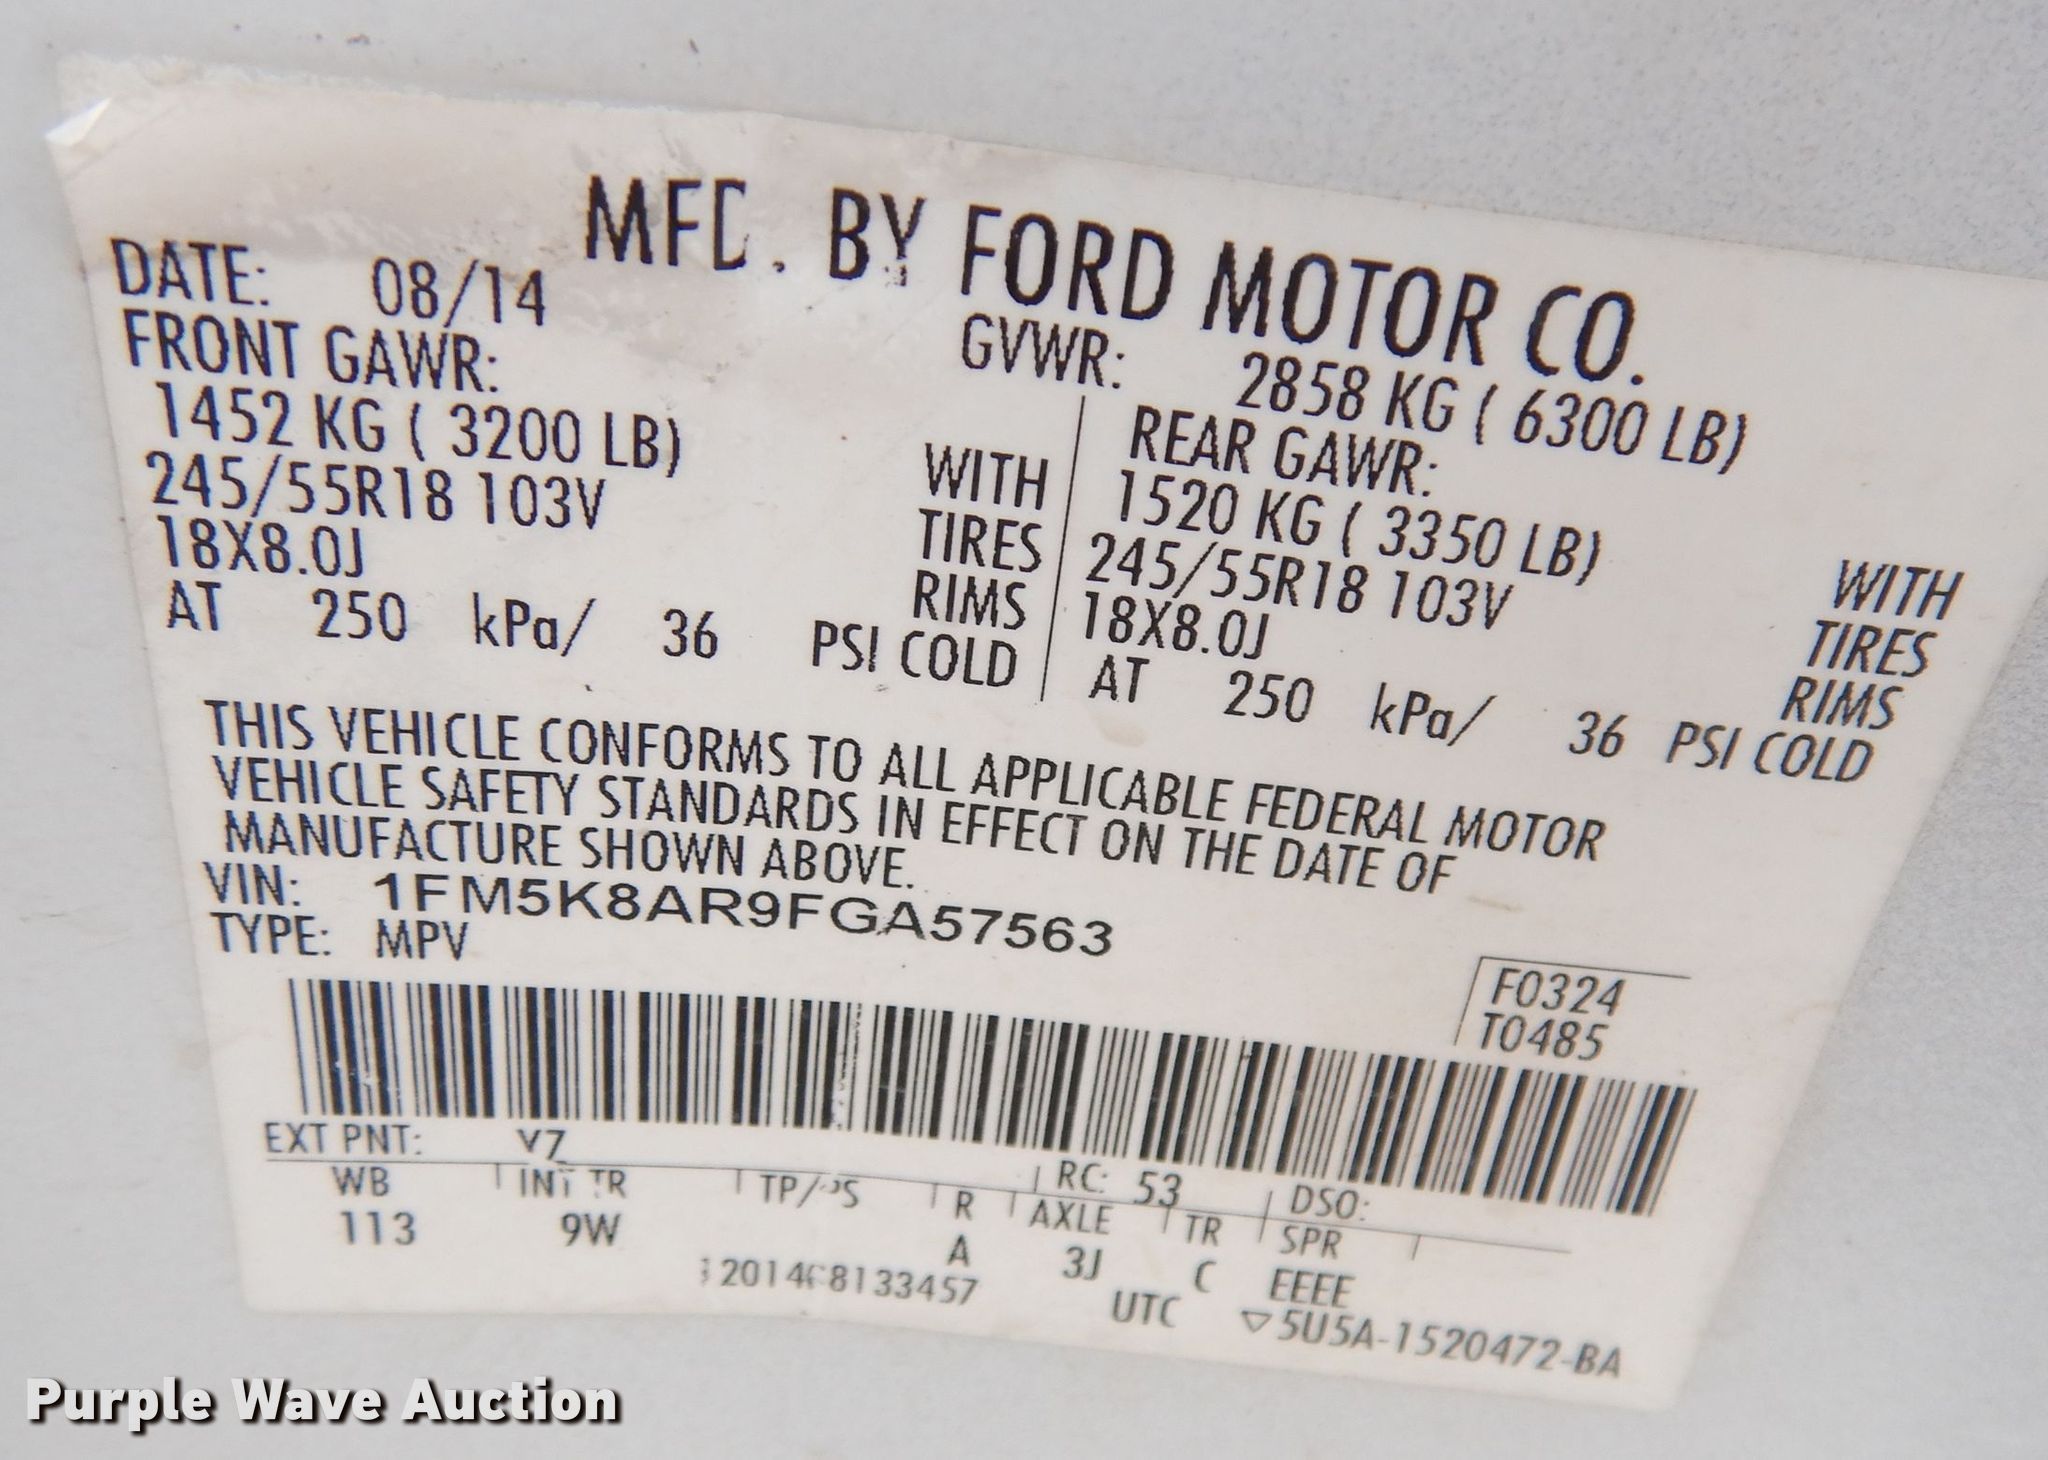 MFD. BY FORD MOTOR CO.
DATE: 08/14
GVWR: 2858 KG ( 6300 LB)
FRONT GAWR:
1452 KG ( 3200 LB) WITH
245/55R18 103V TIRES
18X8.0J RIMS
AT 250 kPa/ 36 PSI COLD
REAR GAWR:
1520 KG ( 3350 LB) WITH
245/55R18 103V TIRES
18X8.0J RIMS
AT 250 kPa/ 36 PSI COLD
THIS VEHICLE CONFORMS TO ALL APPLICABLE FEDERAL MOTOR
VEHICLE SAFETY STANDARDS IN EFFECT ON THE DATE OF
MANUFACTURE SHOWN ABOVE.
VIN: 1FM5K8AR9FGA57563
TYPE: MPV
F0324
T0485
EXT PNT: RC: 53 DSO:
WB INT TR TP/PS R AXLE TR SPR
113 9W A 3J C EEEE
UTC ▽5U5A-1520472-BA
Purple Wave Auction